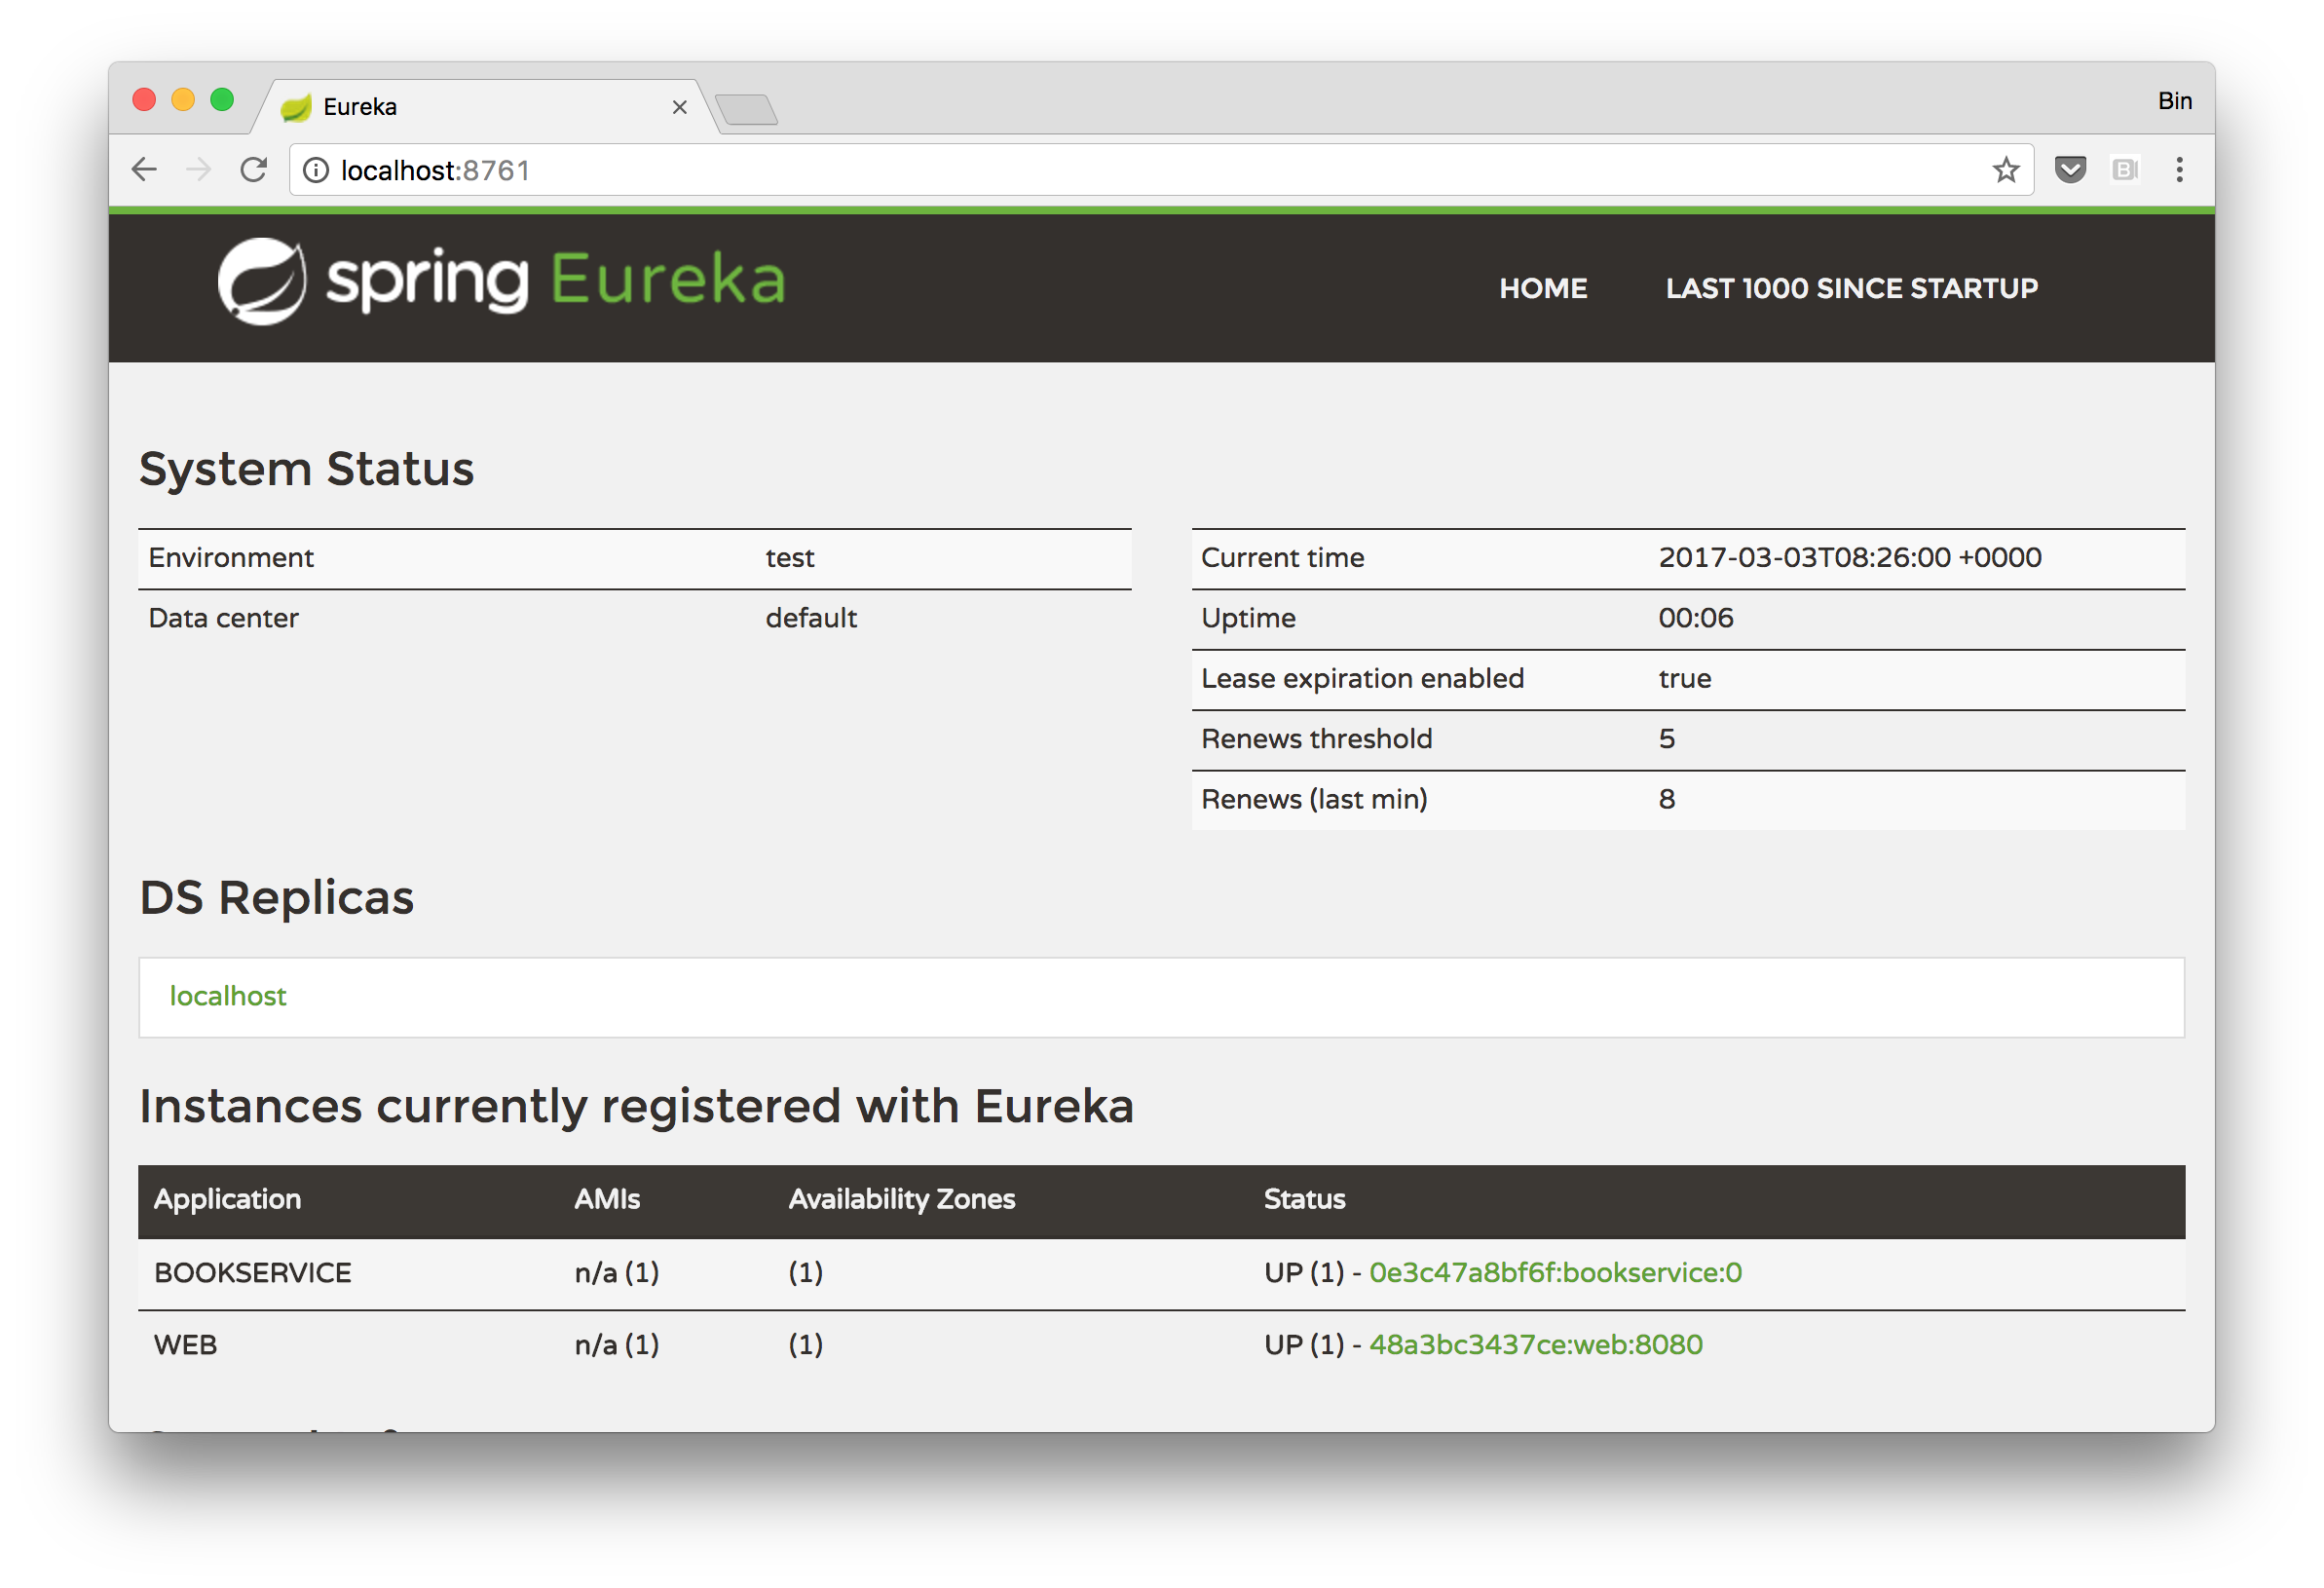 Eureka
Bin
localhost:8761
spring Eureka
HOME LAST 1000 SINCE STARTUP
System Status
Environment test
Data center default
Current time 2017-03-03T08:26:00 +0000
Uptime 00:06
Lease expiration enabled true
Renews threshold 5
Renews (last min) 8
DS Replicas
localhost
Instances currently registered with Eureka
Application AMIs Availability Zones Status
BOOKSERVICE n/a (1) (1) UP (1) - 0e3c47a8bf6f:bookservice:0
WEB n/a (1) (1) UP (1) - 48a3bc3437ce:web:8080